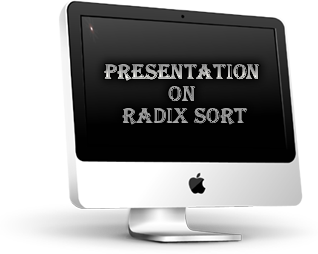 PRESENTATION
ON
RADIX SORT